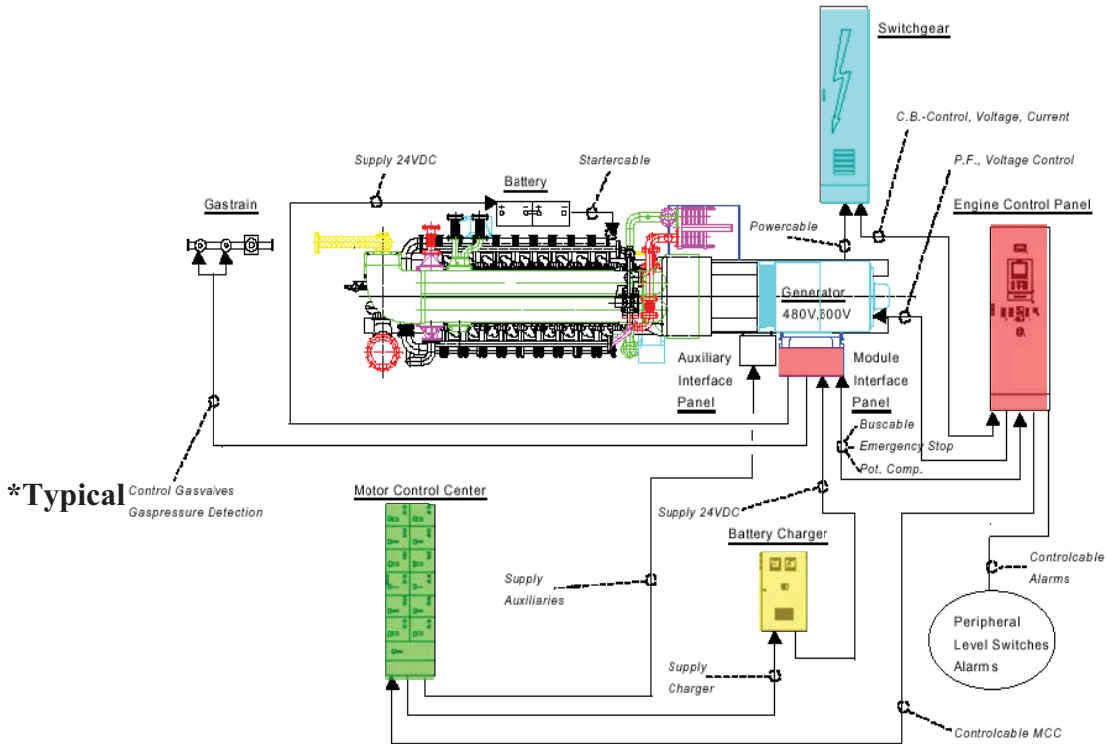 Switchgear
C.B.-Control, Voltage, Current
Supply 24VDC
Startercable
P.F., Voltage Control
Battery
Gastrain
Engine Control Panel
Powercable
Generator
480V,600V
Auxiliary
Interface
Panel
Module
Interface
Panel
Buscable
Emergency Stop
Pot. Comp.
*Typical
Control Gasvalves
Gaspressure Detection
Motor Control Center
Supply 24VDC
Battery Charger
Supply
Auxiliaries
Controlcable
Alarms
Peripheral
Level Switches
Alarms
Supply
Charger
Controlcable MCC